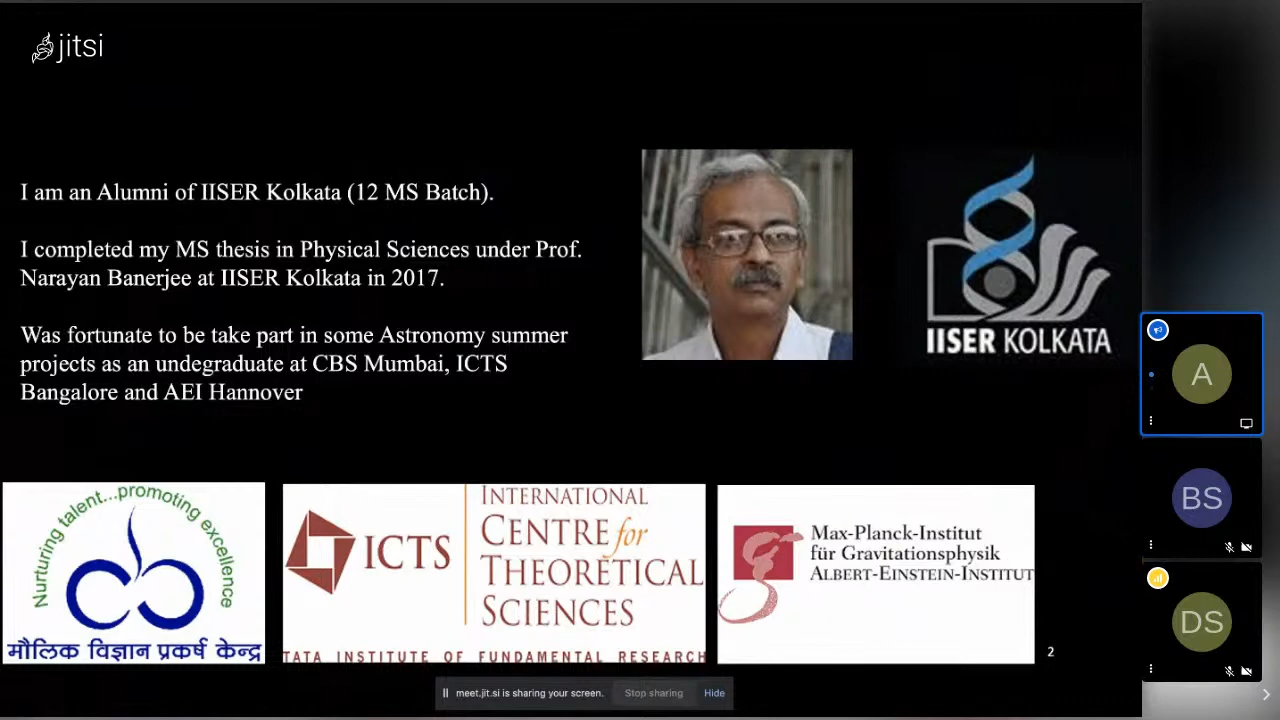 jitsi
I am an Alumni of IISER Kolkata (12 MS Batch).
I completed my MS thesis in Physical Sciences under Prof.
Narayan Banerjee at IISER Kolkata in 2017.
Was fortunate to be take part in some Astronomy summer
projects as an undegraduate at CBS Mumbai, ICTS
Bangalore and AEI Hannover
IISER KOLKATA
Nurturing talent...promoting excellence
मौलिक विज्ञान प्रकर्ष केन्द्र
ICTS
INTERNATIONAL
CENTRE for
THEORETICAL
SCIENCES
TATA INSTITUTE OF FUNDAMENTAL RESEARCH
Max-Planck-Institut
für Gravitationsphysik
ALBERT-EINSTEIN-INSTITUT
2
meet.jit.si is sharing your screen.
Stop sharing
Hide
A
BS
DS